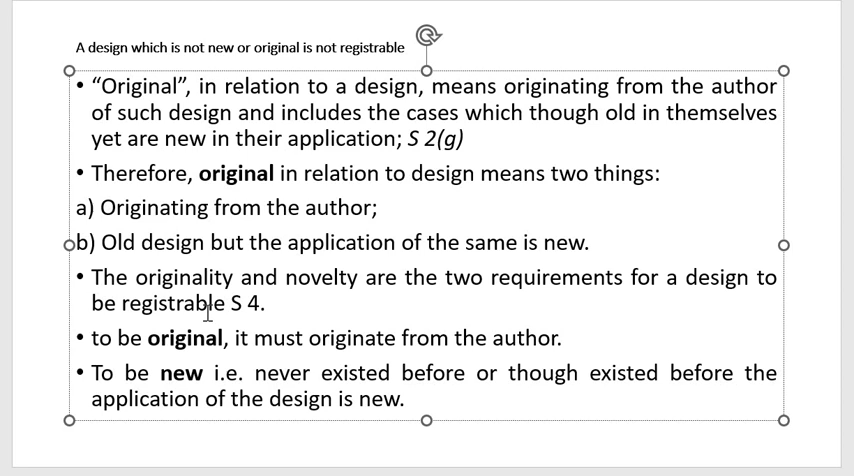 A design which is not new or original is not registrable
• “Original”, in relation to a design, means originating from the author
of such design and includes the cases which though old in themselves
yet are new in their application; S 2(g)
• Therefore, original in relation to design means two things:
a) Originating from the author;
b) Old design but the application of the same is new.
• The originality and novelty are the two requirements for a design to
be registrable S 4.
• to be original, it must originate from the author.
• To be new i.e. never existed before or though existed before the
application of the design is new.